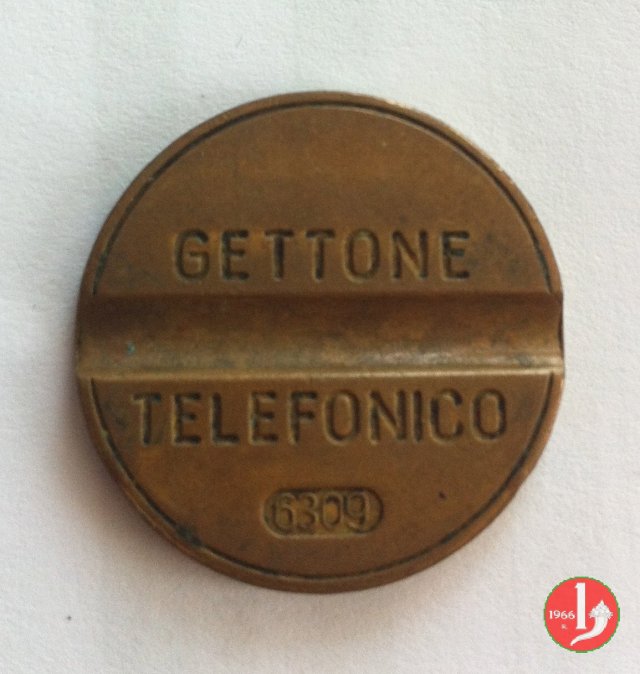 GETTONE
TELEFONICO
6309
1966
R.